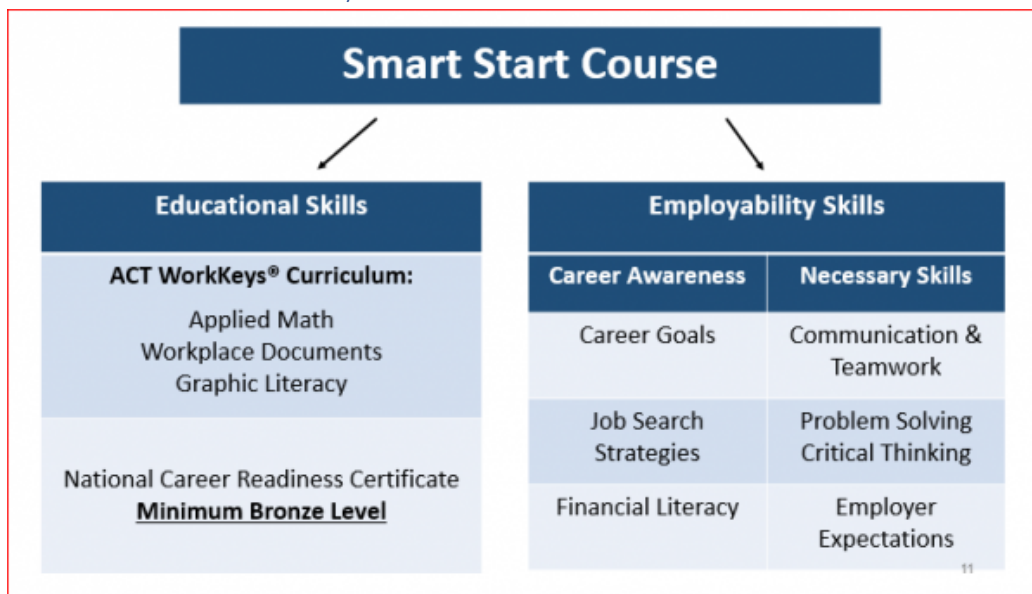 Smart Start Course
Educational Skills
ACT WorkKeys® Curriculum:
Applied Math
Workplace Documents
Graphic Literacy
National Career Readiness Certificate
Minimum Bronze Level
Employability Skills
Career Awareness
Necessary Skills
Career Goals
Communication &
Teamwork
Job Search
Strategies
Problem Solving
Critical Thinking
Financial Literacy
Employer
Expectations
11